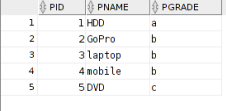 PID PNAME PGRADE
1 1 HDD a
2 2 GoPro b
3 3 laptop b
4 4 mobile b
5 5 DVD c